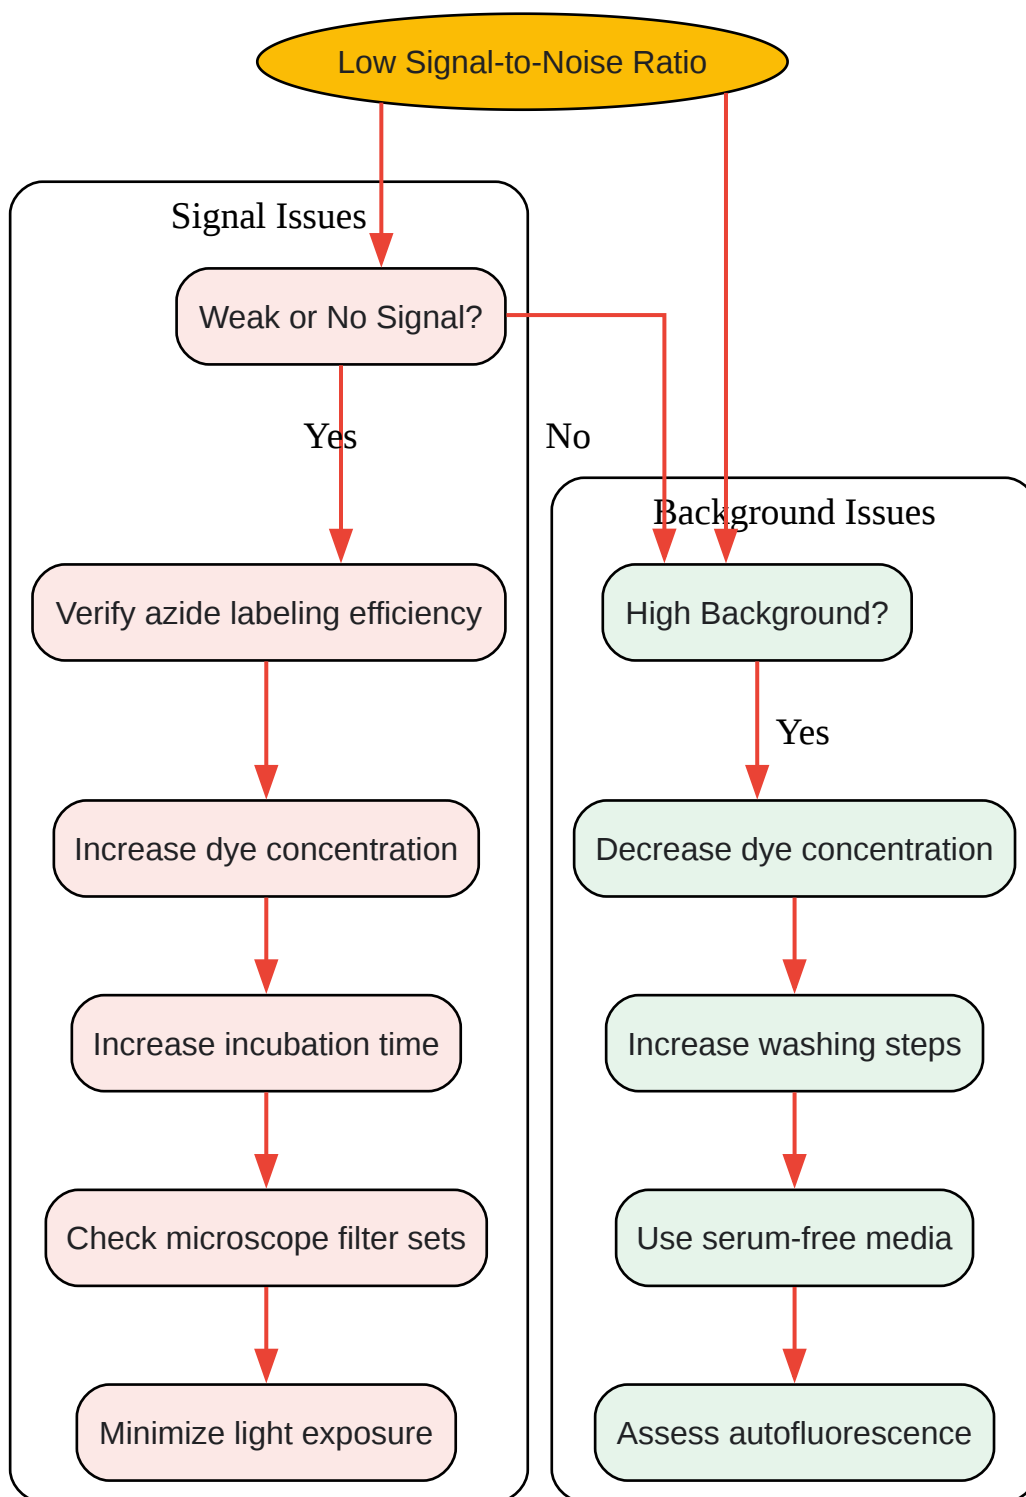 Low Signal-to-Noise Ratio
Signal Issues
Weak or No Signal?
Yes
No
Verify azide labeling efficiency
Increase dye concentration
Increase incubation time
Check microscope filter sets
Minimize light exposure
Background Issues
High Background?
Yes
Decrease dye concentration
Increase washing steps
Use serum-free media
Assess autofluorescence